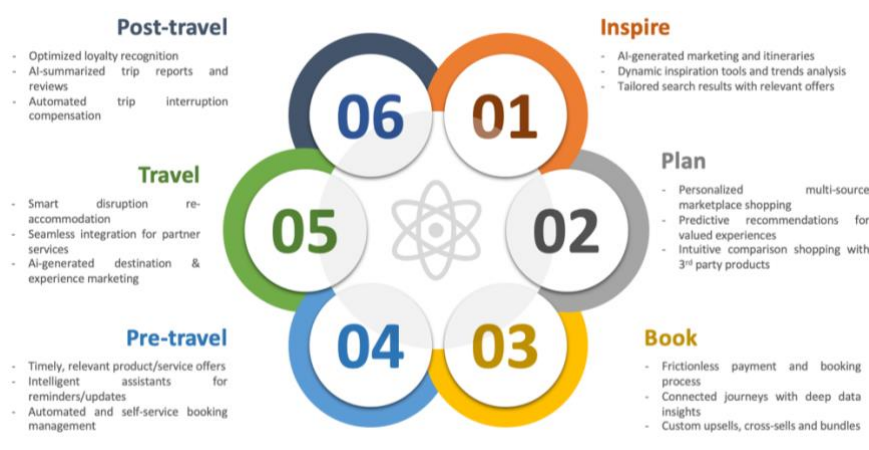 Inspire
- AI-generated marketing and itineraries
- Dynamic inspiration tools and trends analysis
- Tailored search results with relevant offers
01
Plan
- Personalized multi-source
marketplace shopping
- Predictive recommendations for
valued experiences
- Intuitive comparison shopping with
3rd party products
02
Book
- Frictionless payment and booking
process
- Connected journeys with deep data
insights
- Custom upsells, cross-sells and bundles
03
Pre-travel
- Timely, relevant product/service offers
- Intelligent assistants for
reminders/updates
- Automated and self-service booking
management
04
Travel
- Smart disruption re-
accommodation
- Seamless integration for partner
services
- Ai-generated destination &
experience marketing
05
Post-travel
- Optimized loyalty recognition
- AI-summarized trip reports and
reviews
- Automated trip interruption
compensation
06